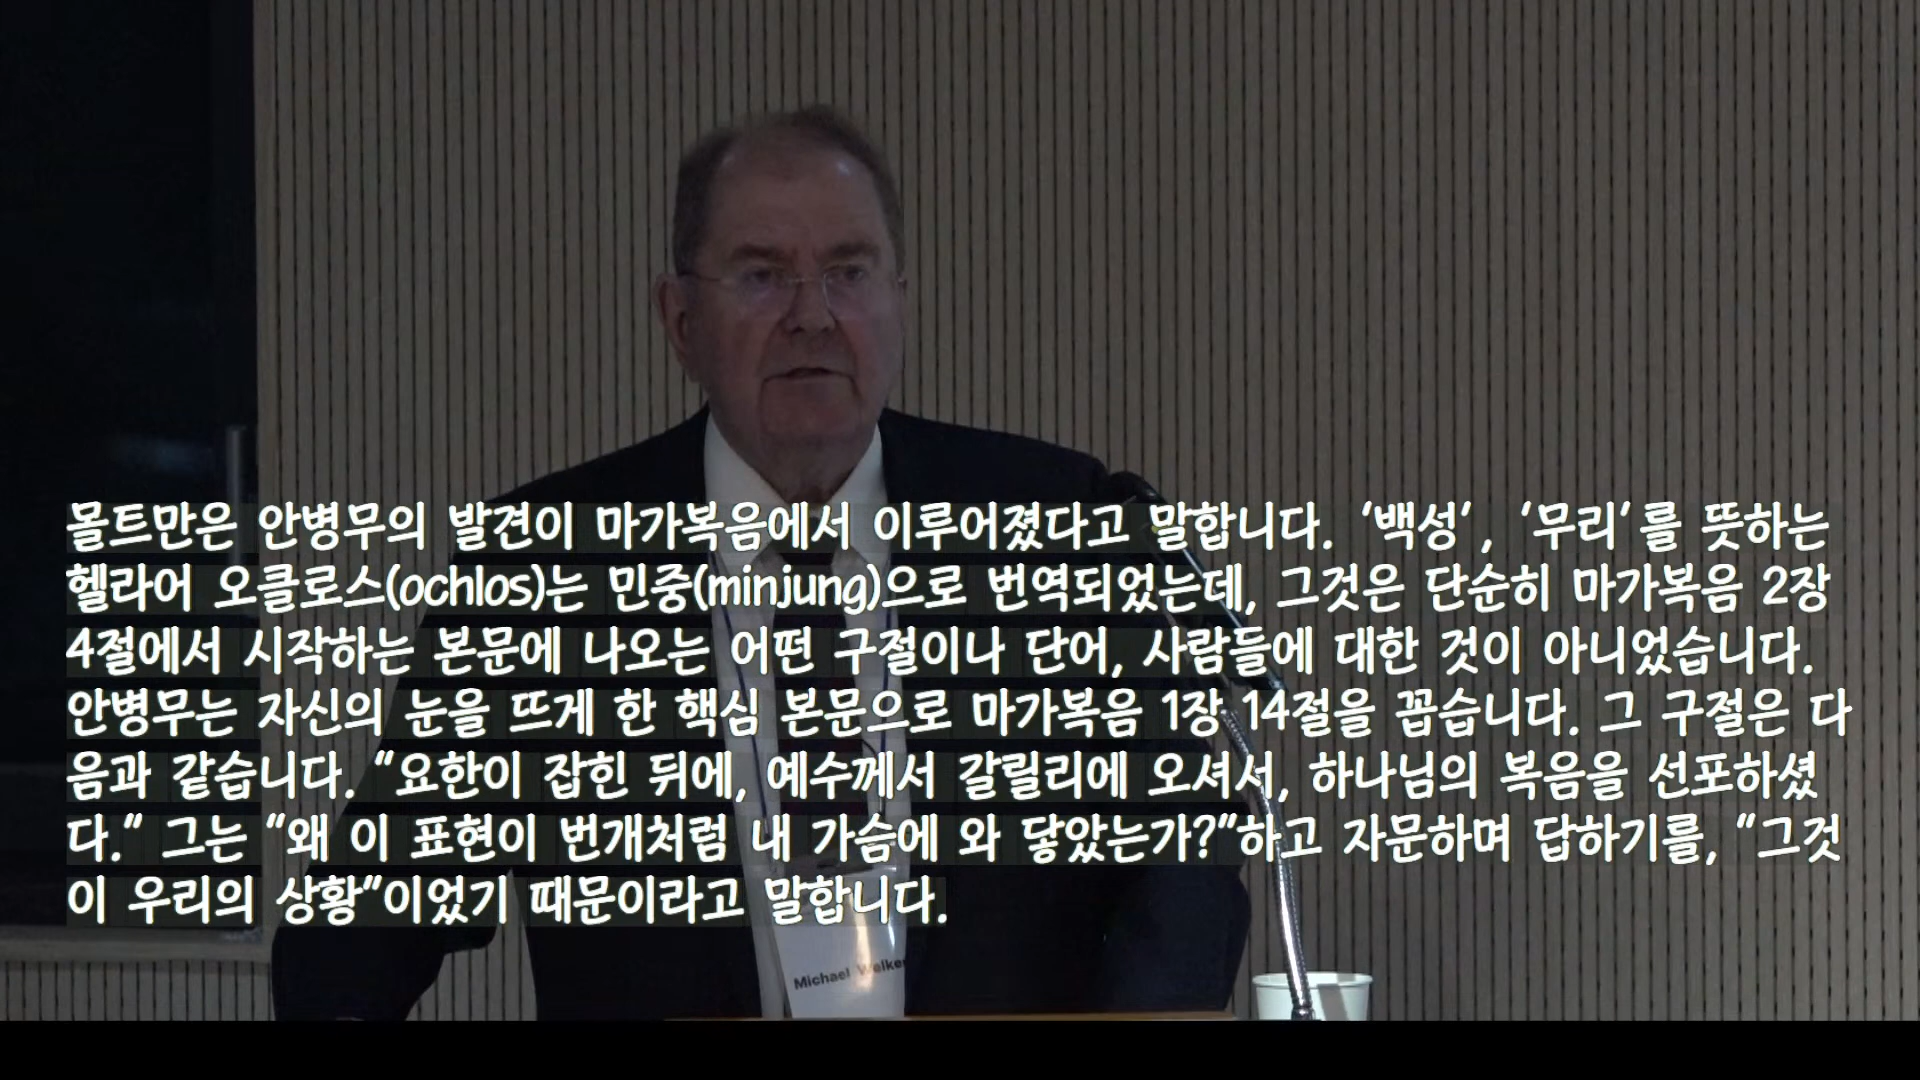 몰트만은 안병무의 발견이 마가복음에서 이루어졌다고 말합니다. ‘백성‘, ‘무리’를 뜻하는
헬라어 오클로스(ochlos)는 민중(minjung)으로 번역되었는데, 그것은 단순히 마가복음 2장
4절에서 시작하는 본문에 나오는 어떤 구절이나 단어, 사람들에 대한 것이 아니었습니다.
안병무는 자신의 눈을 뜨게 한 핵심 본문으로 마가복음 1장 14절을 꼽습니다. 그 구절은 다
음과 같습니다. “요한이 잡힌 뒤에, 예수께서 갈릴리에 오셔서, 하나님의 복음을 선포하셨
다.” 그는 “왜 이 표현이 번개처럼 내 가슴에 와 닿았는가?”하고 자문하며 답하기를, “그것
이 우리의 상황”이었기 때문이라고 말합니다.
Michael Welker